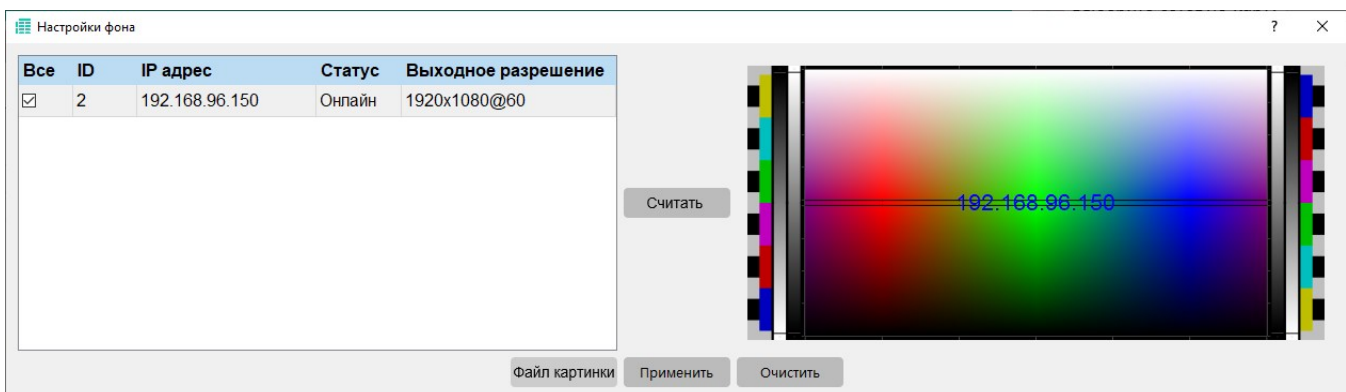 Настройки фона
? ×
Все ID IP адрес Статус Выходное разрешение
2 192.168.96.150 Онлайн 1920x1080@60
Считать
192.168.96.150
Файл картинки Применить Очистить